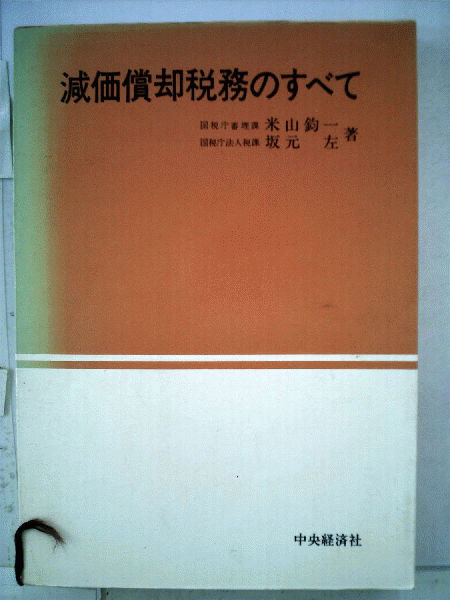 減価償却税務のすべて
国税庁審理課 米山鈞一
国税庁法人税課 坂元 左 著
中央経済社